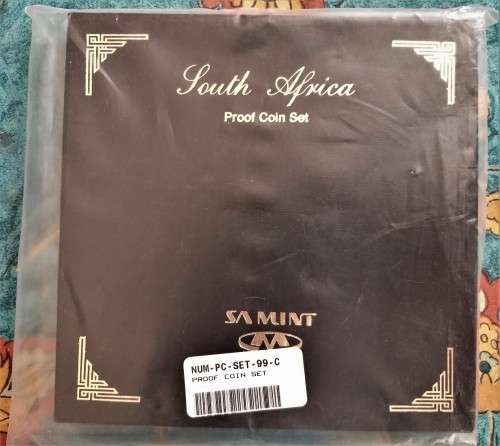 South Africa
Proof Coin Set
SA MINT
M
NUM-PC-SET-99-C
PROOF COIN SET